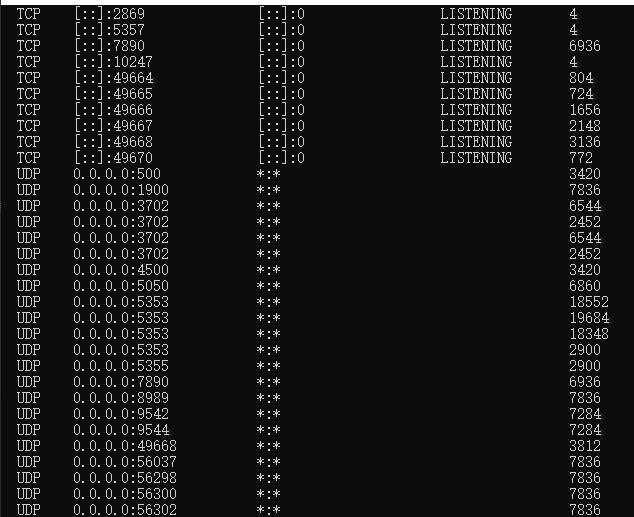 TCP [::]:2869 [::]:0 LISTENING 4
TCP [::]:5357 [::]:0 LISTENING 4
TCP [::]:7890 [::]:0 LISTENING 6936
TCP [::]:10247 [::]:0 LISTENING 4
TCP [::]:49664 [::]:0 LISTENING 804
TCP [::]:49665 [::]:0 LISTENING 724
TCP [::]:49666 [::]:0 LISTENING 1656
TCP [::]:49667 [::]:0 LISTENING 2148
TCP [::]:49668 [::]:0 LISTENING 3136
TCP [::]:49670 [::]:0 LISTENING 772
UDP 0.0.0.0:500 *:* 3420
UDP 0.0.0.0:1900 *:* 7836
UDP 0.0.0.0:3702 *:* 6544
UDP 0.0.0.0:3702 *:* 2452
UDP 0.0.0.0:3702 *:* 6544
UDP 0.0.0.0:3702 *:* 2452
UDP 0.0.0.0:4500 *:* 3420
UDP 0.0.0.0:5050 *:* 6860
UDP 0.0.0.0:5353 *:* 18552
UDP 0.0.0.0:5353 *:* 19684
UDP 0.0.0.0:5353 *:* 18348
UDP 0.0.0.0:5353 *:* 2900
UDP 0.0.0.0:5355 *:* 2900
UDP 0.0.0.0:7890 *:* 6936
UDP 0.0.0.0:8989 *:* 7836
UDP 0.0.0.0:9542 *:* 7284
UDP 0.0.0.0:9544 *:* 7284
UDP 0.0.0.0:49668 *:* 3812
UDP 0.0.0.0:56037 *:* 7836
UDP 0.0.0.0:56298 *:* 7836
UDP 0.0.0.0:56300 *:* 7836
UDP 0.0.0.0:56302 *:* 7836